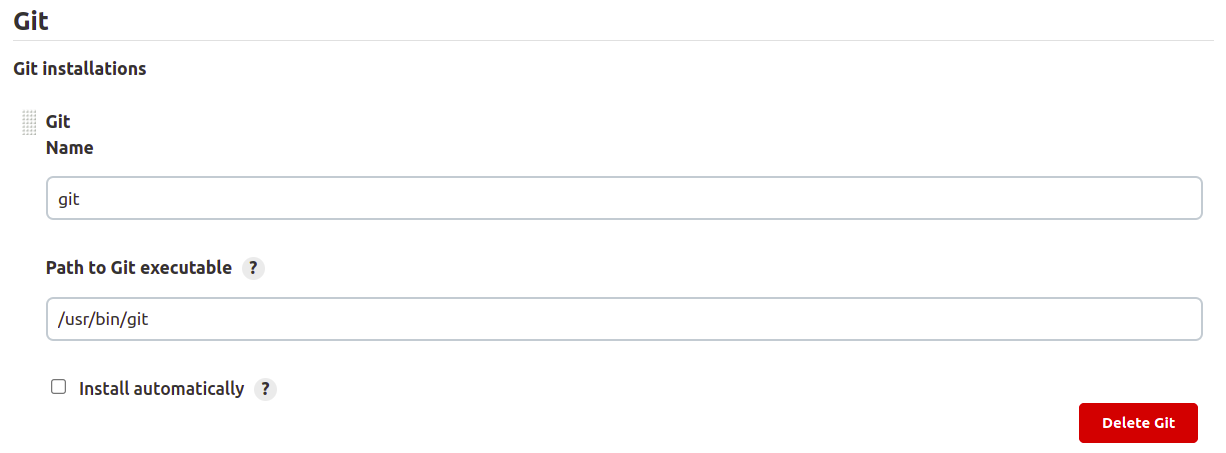 Git
Git installations
Git
Name
git
Path to Git executable ?
/usr/bin/git
Install automatically ?
Delete Git